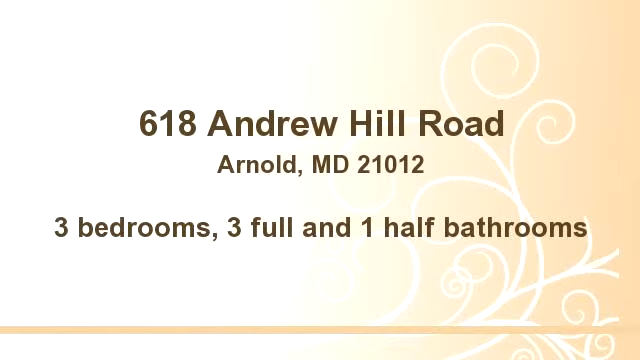 618 Andrew Hill Road
Arnold, MD 21012
3 bedrooms, 3 full and 1 half bathrooms